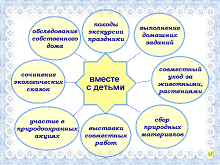 походы
экскурсии
праздники
выполнение
домашних
заданий
совместный
уход за
животными,
растениями
сбор
природных
материалов
выставки
совместных
работ
участие в
природоохранных
акциях
сочинение
экологических
сказок
обследование
собственного
дома
вместе
с детьми